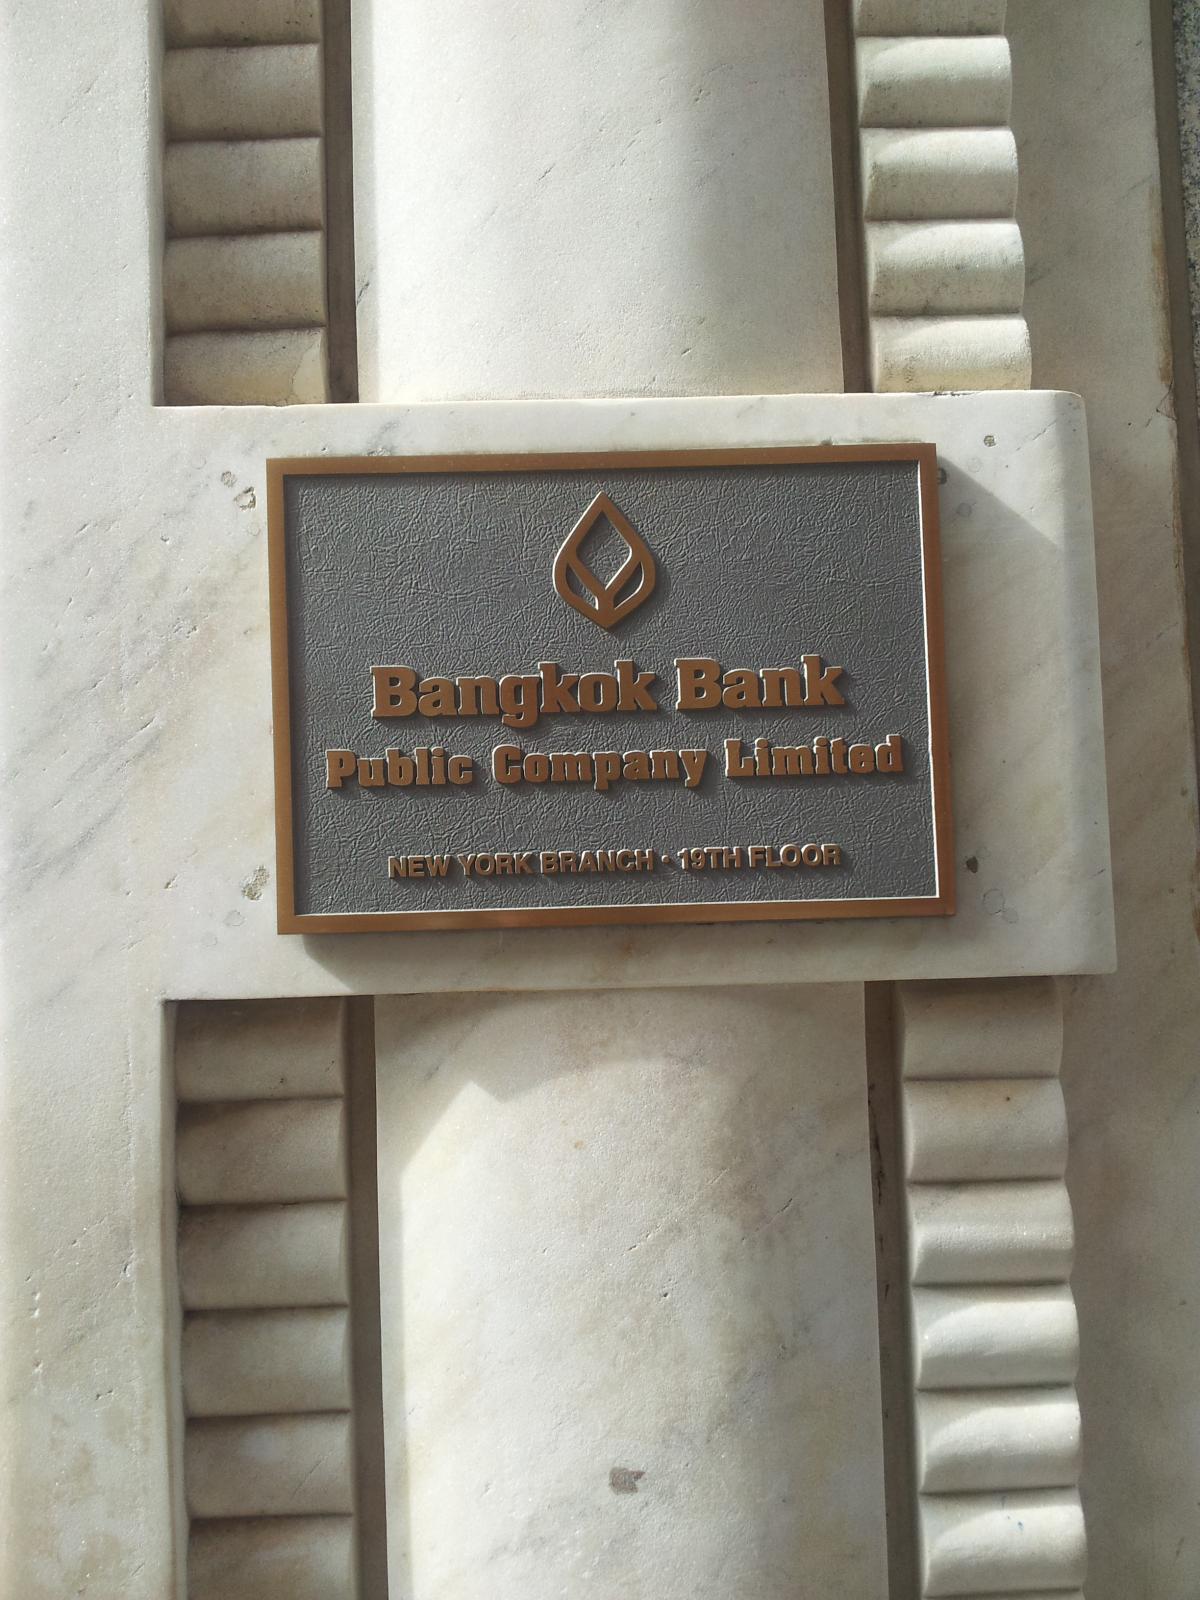 Bangkok Bank
Public Company Limited
NEW YORK BRANCH • 19TH FLOOR